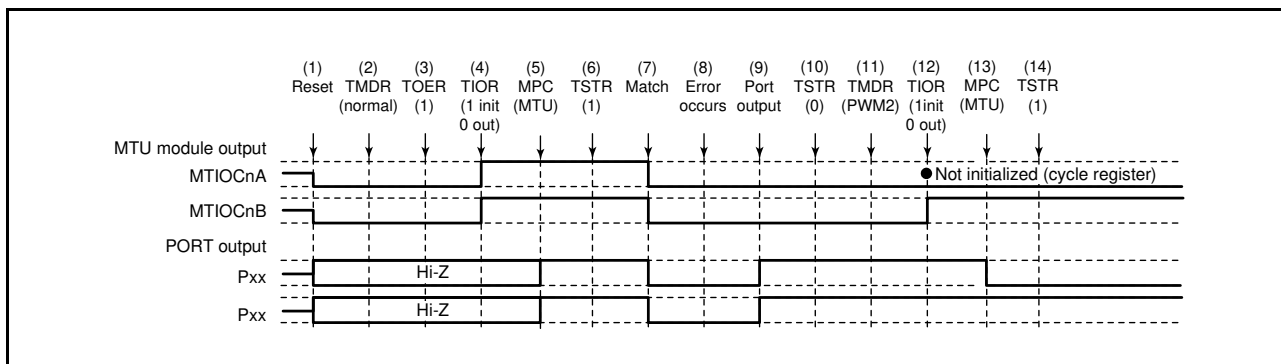 (1) (2) (3) (4) (5) (6) (7) (8) (9) (10) (11) (12) (13) (14)
Reset TMDR TOER TIOR MPC TSTR Match Error Port TSTR TMDR TIOR MPC TSTR
(normal) (1) (1 init (MTU) (1) occurs output (0) (PWM2) (1init (MTU) (1)
0 out) 0 out)
MTU module output
MTIOCnA Not initialized (cycle register)
MTIOCnB
PORT output
Pxx Hi-Z
Pxx Hi-Z